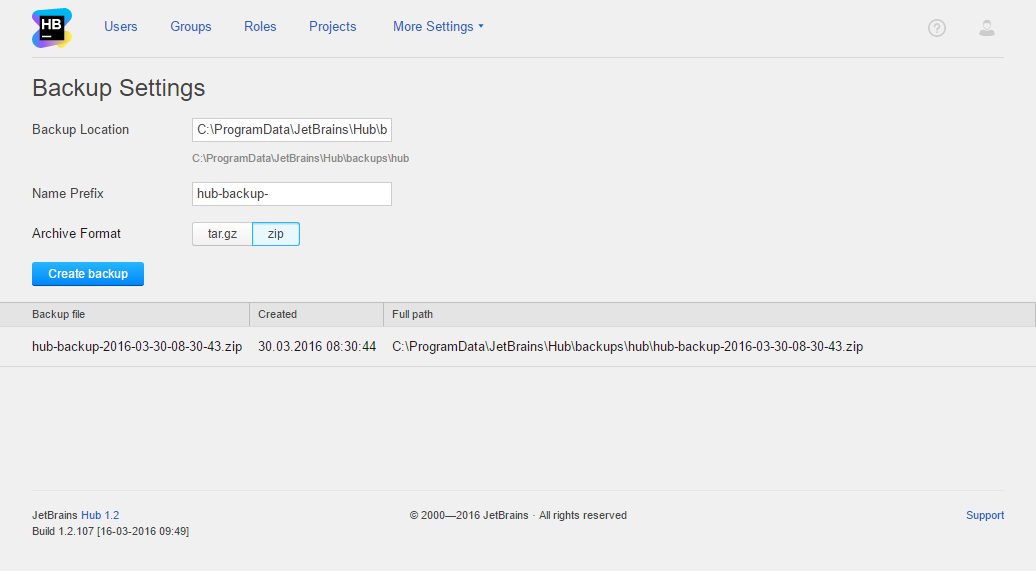 HB Users Groups Roles Projects More Settings ?
Backup Settings
Backup Location C:\ProgramData\JetBrains\Hub\b
C:\ProgramData\JetBrains\Hub\backups\hub
Name Prefix hub-backup-
Archive Format tar.gz zip
Create backup
Backup file Created Full path
hub-backup-2016-03-30-08-30-43.zip 30.03.2016 08:30:44 C:\ProgramData\JetBrains\Hub\backups\hub\hub-backup-2016-03-30-08-30-43.zip
JetBrains Hub 1.2 © 2000—2016 JetBrains · All rights reserved Support
Build 1.2.107 [16-03-2016 09:49]